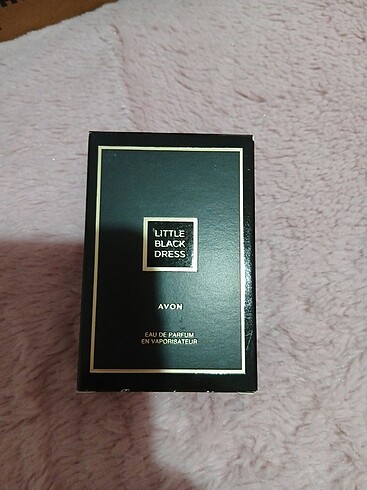 LITTLE
BLACK
DRESS
AVON
EAU DE PARFUM
EN VAPORISATEUR